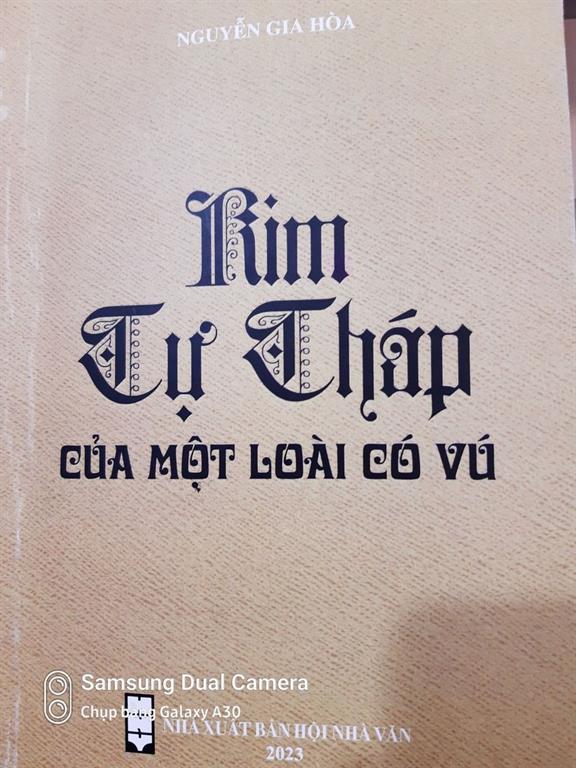 NGUYỄN GIA HÒA
Kim
Tự Tháp
CỦA MỘT LOÀI CÓ VÚ
Samsung Dual Camera
Chụp bằng Galaxy A30
NHÀ XUẤT BẢN HỘI NHÀ VĂN
2023